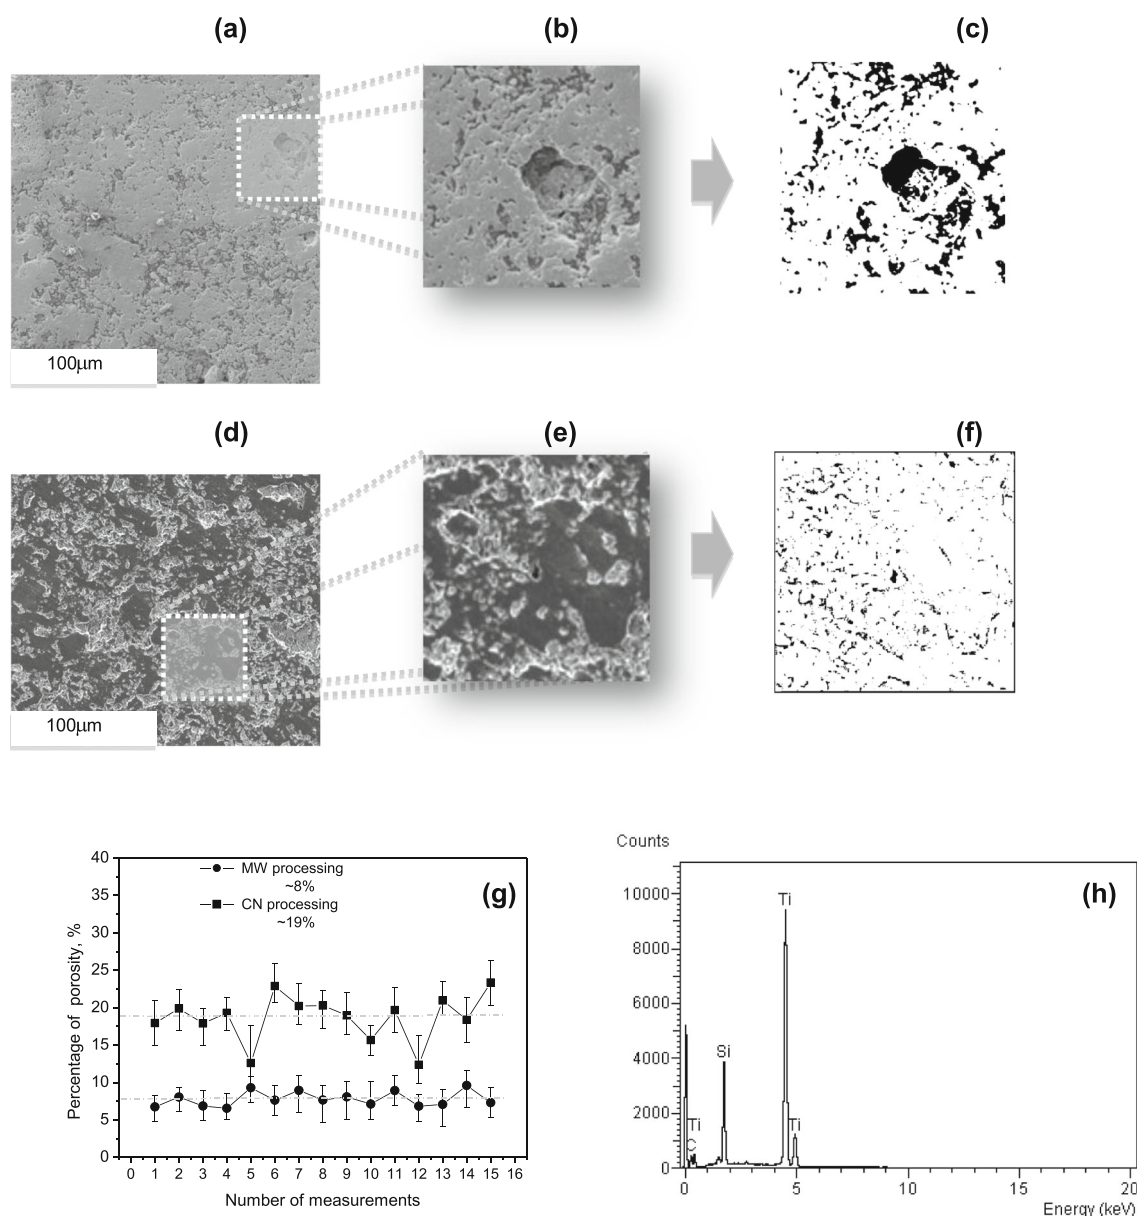 (a)
(b)
(c)
100μm
(d)
(e)
(f)
100μm
(g)
MW processing
~8%
CN processing
~19%
40
35
30
25
20
15
10
5
0
Percentage of porosity, %
0 1 2 3 4 5 6 7 8 9 10 11 12 13 14 15 16
Number of measurements
Counts
(h)
10000
8000
6000
4000
2000
0
Ti
Si
Ti
Ti
C
0 5 10 15 20
Energy (keV)